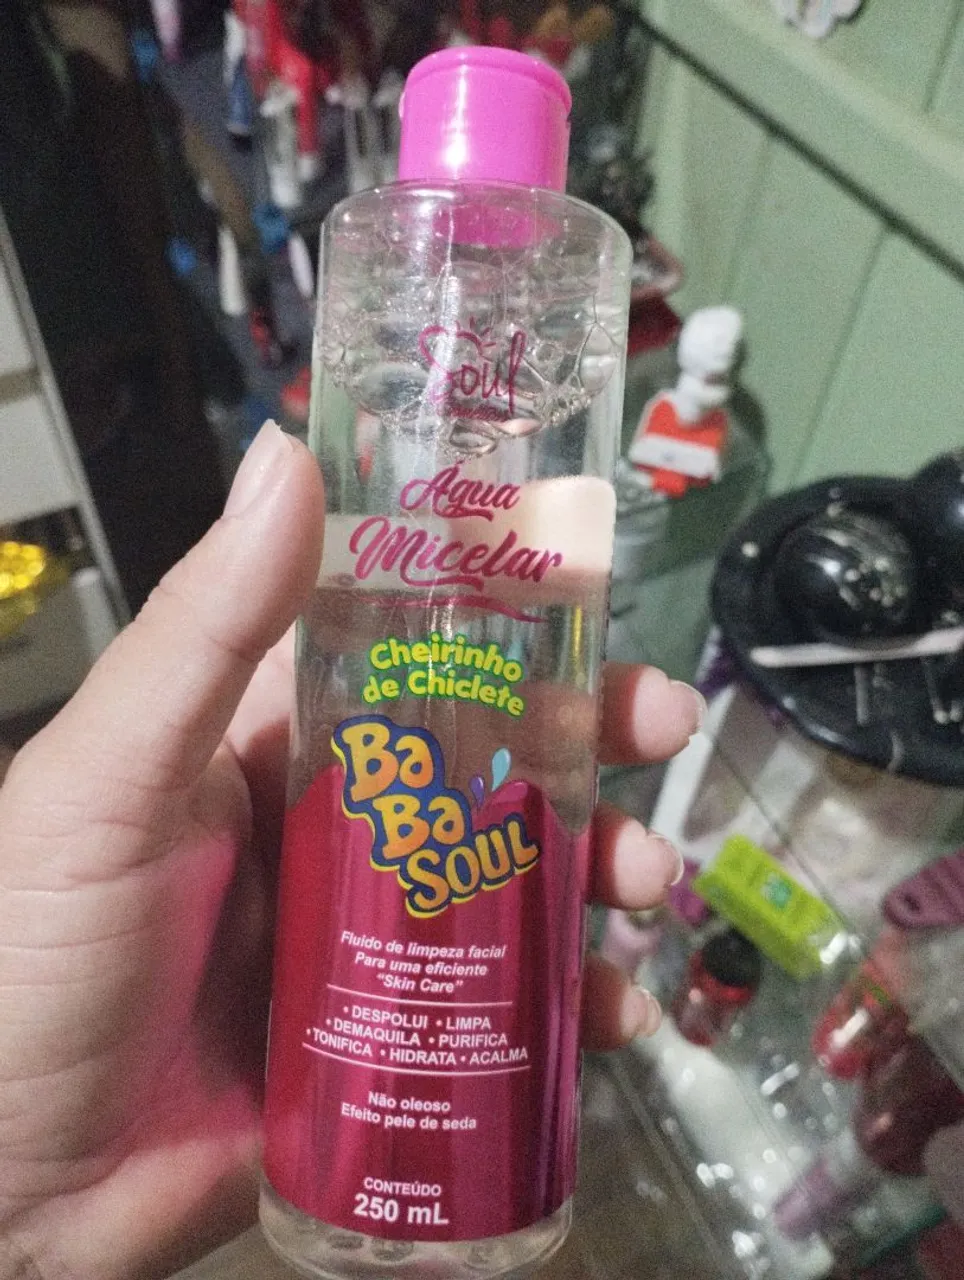 Soul
Água
Micelar
Cheirinho
de Chiclete
Ba
Ba
SOUL
Fluido de limpeza facial
Para uma eficiente
"Skin Care"
• DESPOLUI • LIMPA
• DEMAQUILA • PURIFICA
• TONIFICA • HIDRATA • ACALMA
Não oleoso
Efeito pele de seda
CONTEÚDO
250 mL